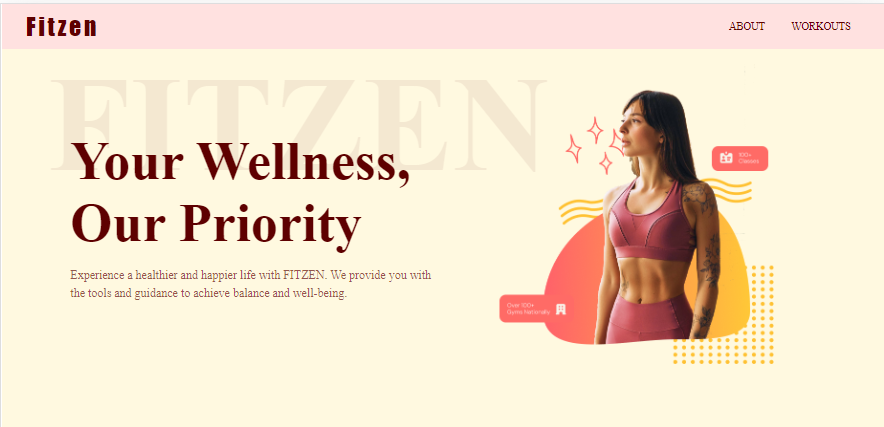 Fitzen
ABOUT
WORKOUTS
FITZEN
Your Wellness,
Our Priority
Experience a healthier and happier life with FITZEN. We provide you with
the tools and guidance to achieve balance and well-being.
100+
Classes
Over 100+
Gyms Nationally